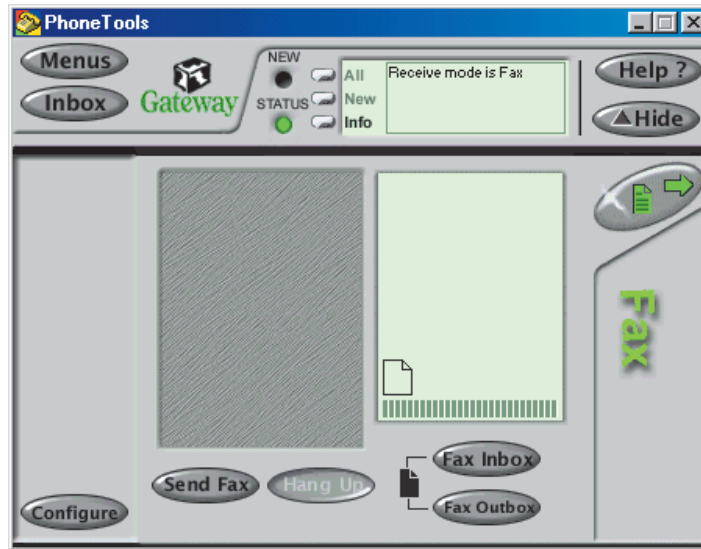 PhoneTools
Menus
Inbox
Gateway
NEW
STATUS
All
New
Info
Receive mode is Fax
Help ?
Hide
Fax
Send Fax
Hang Up
Fax Inbox
Fax Outbox
Configure